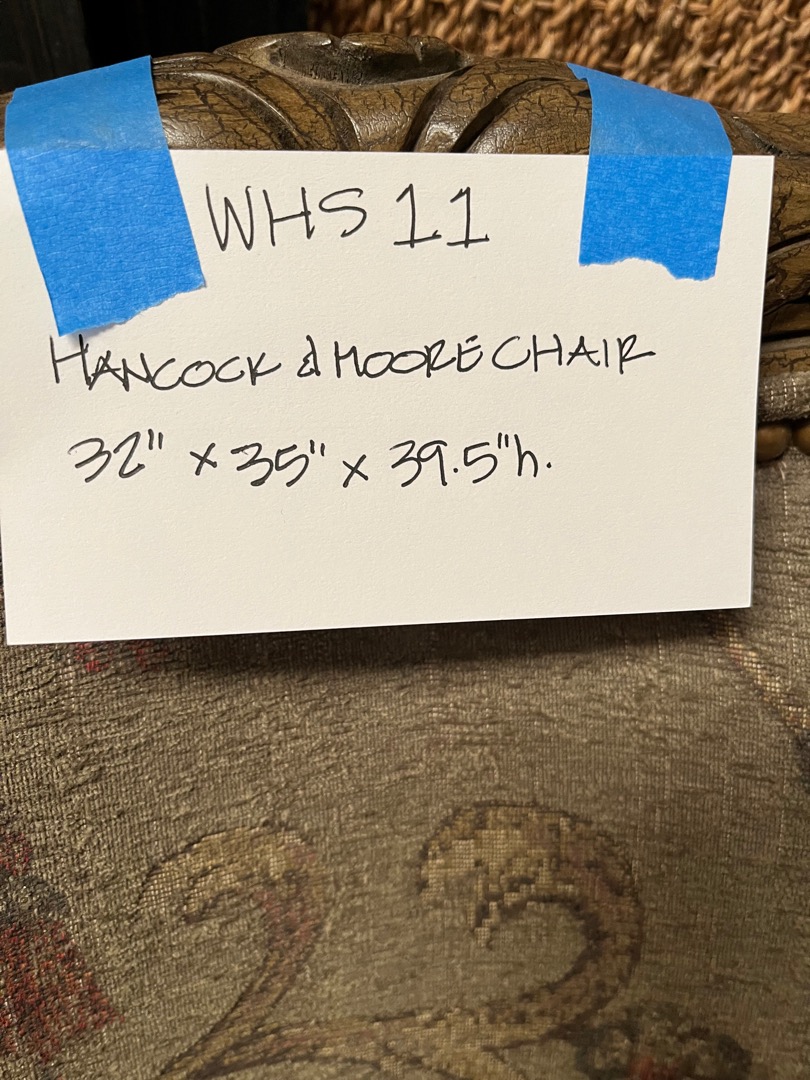 WHS 11
HANCOCK & MOORE CHAIR
32" x 35" x 39.5"h.